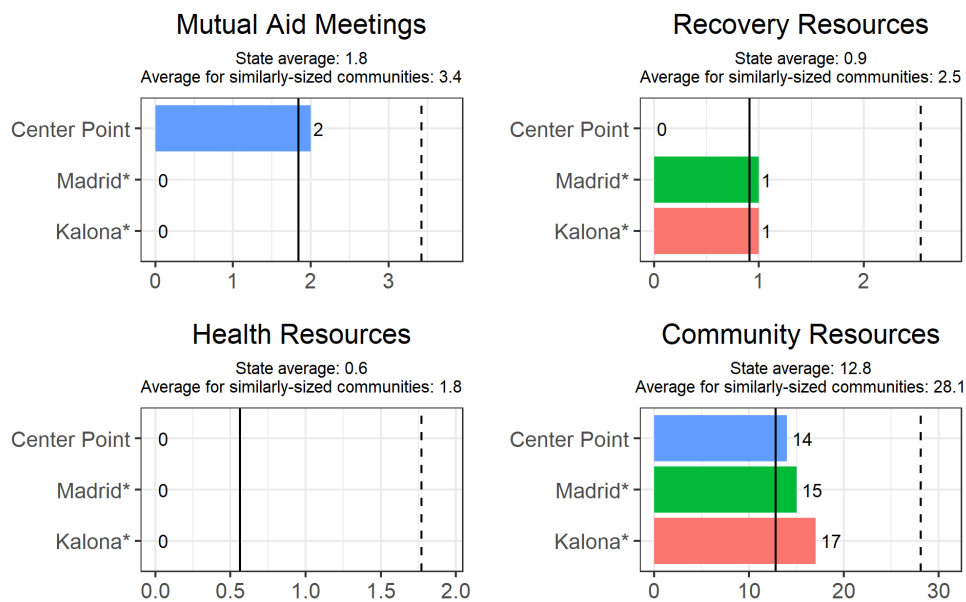 Mutual Aid Meetings
State average: 1.8
Average for similarly-sized communities: 3.4
Center Point
2
Madrid*
0
Kalona*
0
0 1 2 3
Recovery Resources
State average: 0.9
Average for similarly-sized communities: 2.5
Center Point
0
Madrid*
1
Kalona*
1
0 1 2
Health Resources
State average: 0.6
Average for similarly-sized communities: 1.8
Center Point
0
Madrid*
0
Kalona*
0
0.0 0.5 1.0 1.5 2.0
Community Resources
State average: 12.8
Average for similarly-sized communities: 28.1
Center Point
14
Madrid*
15
Kalona*
17
0 10 20 30